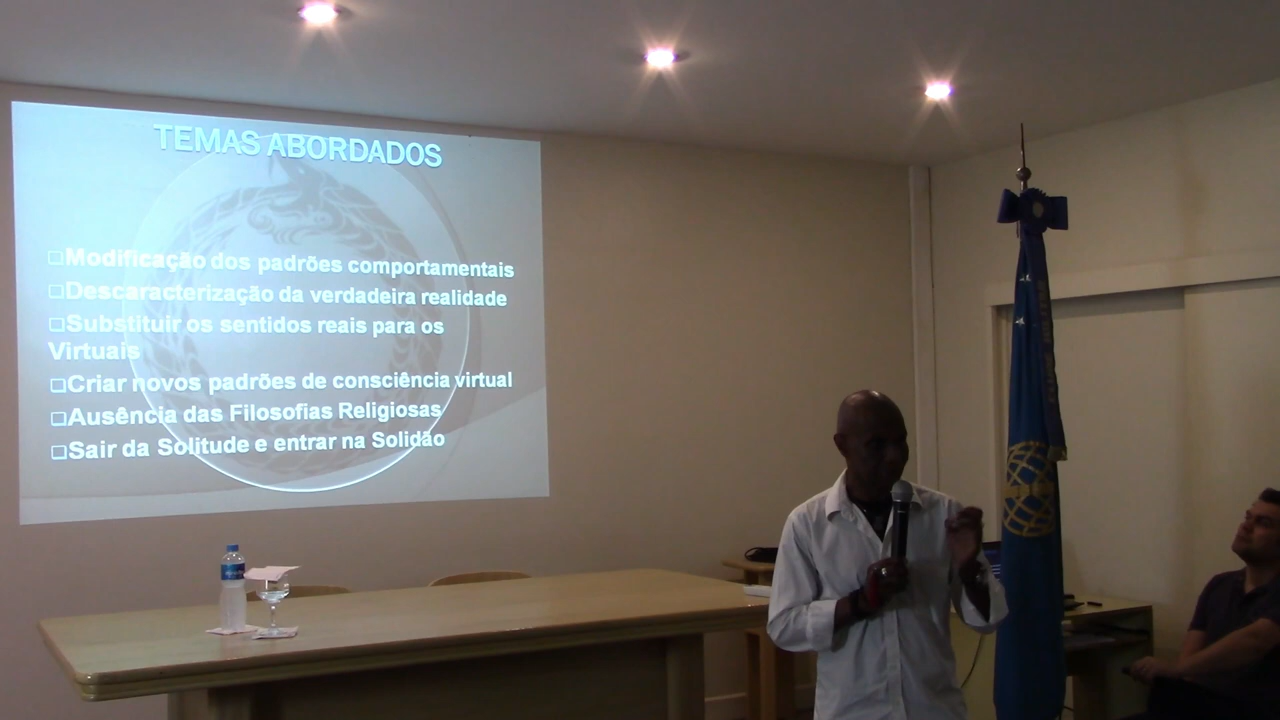 TEMAS ABORDADOS
❑Modificação dos padrões comportamentais
❑Descaracterização da verdadeira realidade
❑Substituir os sentidos reais para os
Virtuais
❑Criar novos padrões de consciência virtual
❑Ausência das Filosofias Religiosas
❑Sair da Solitude e entrar na Solidão